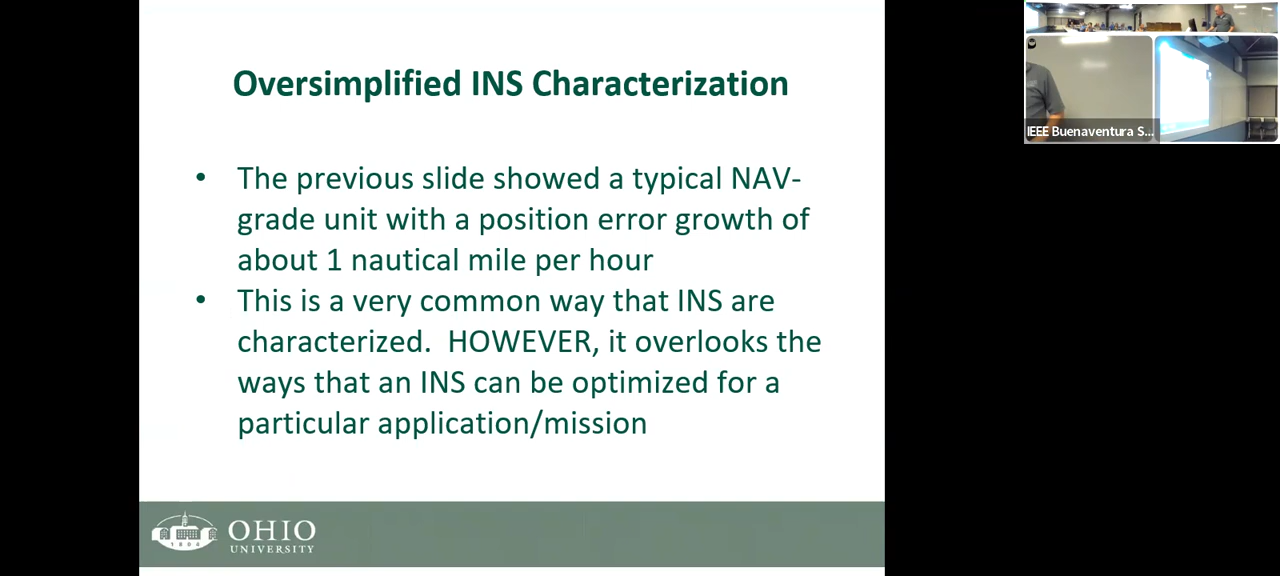 Oversimplified INS Characterization
• The previous slide showed a typical NAV-
grade unit with a position error growth of
about 1 nautical mile per hour
• This is a very common way that INS are
characterized.  HOWEVER, it overlooks the
ways that an INS can be optimized for a
particular application/mission
1804
OHIO
UNIVERSITY
IEEE Buenaventura S...